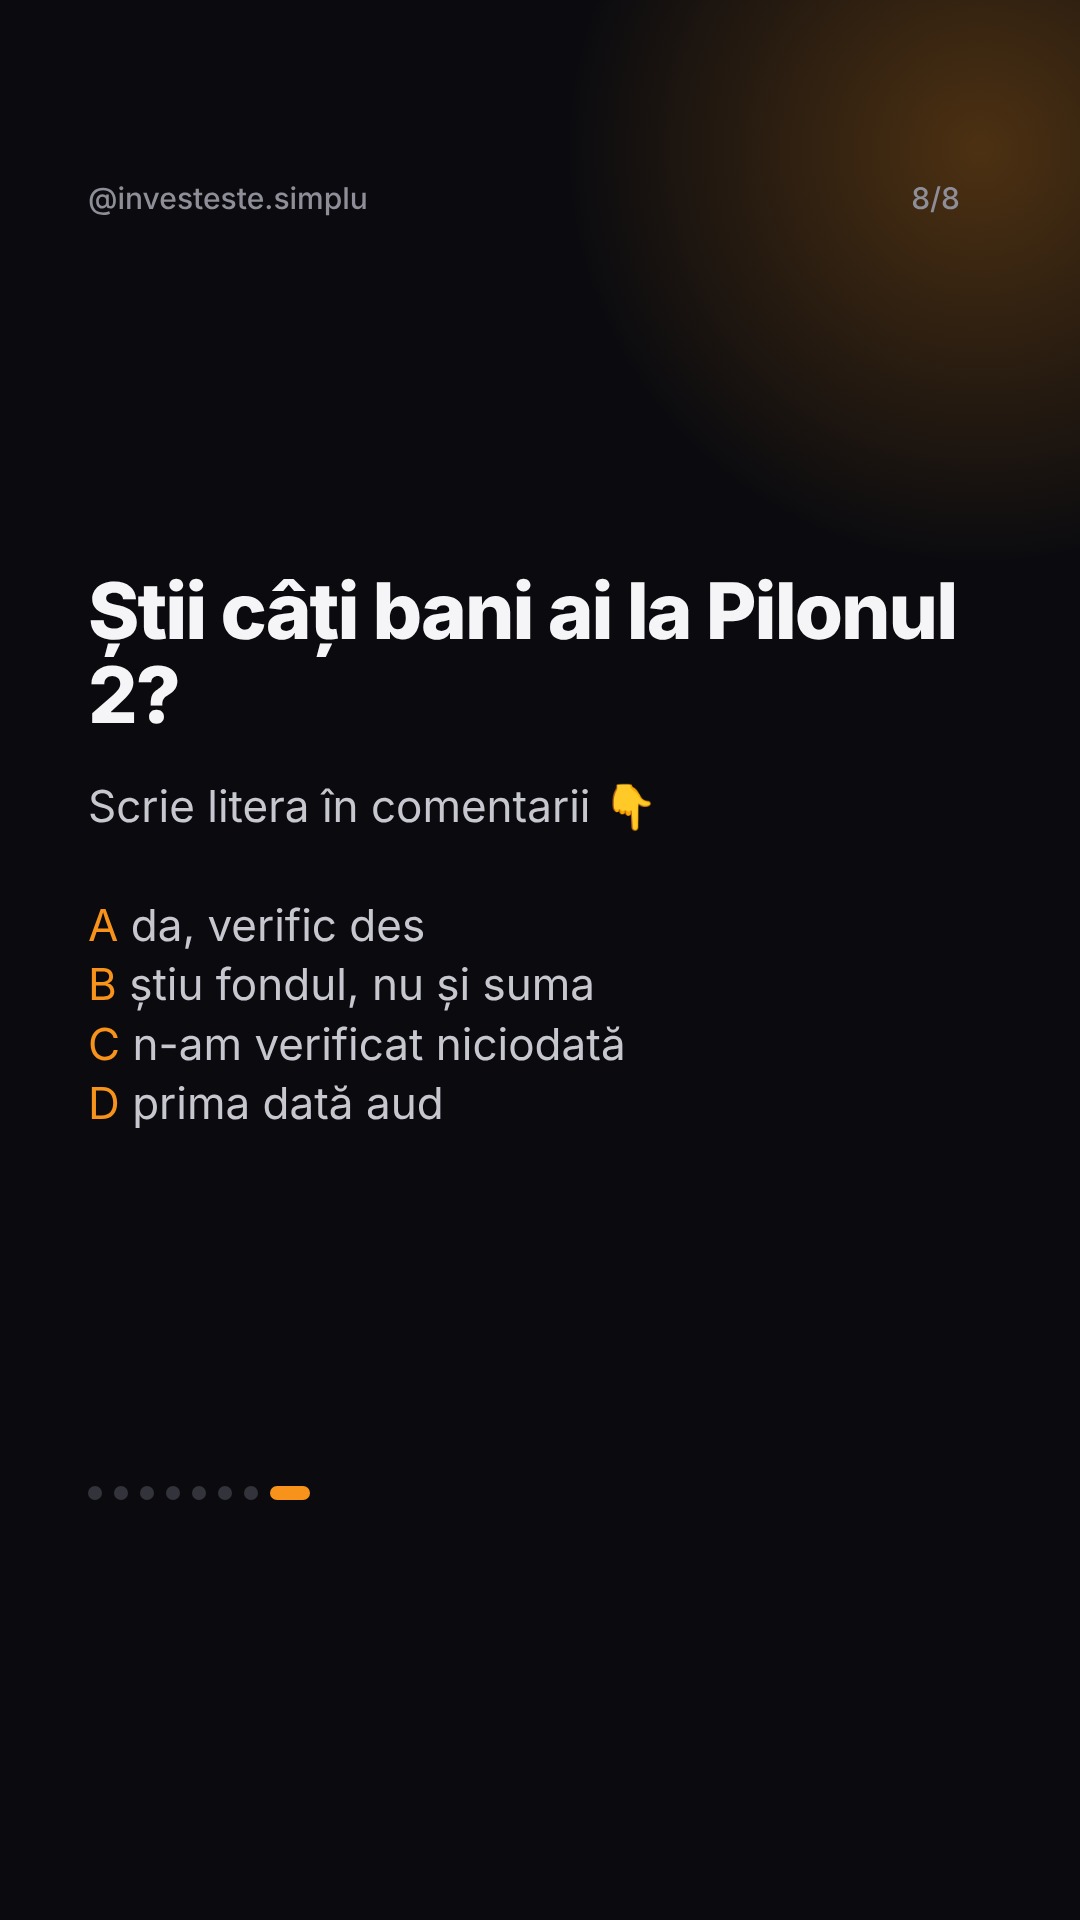 @investeste.simplu
8/8
Știi câți bani ai la Pilonul
2?
Scrie litera în comentarii 👇
A da, verific des
B știu fondul, nu și suma
C n-am verificat niciodată
D prima dată aud